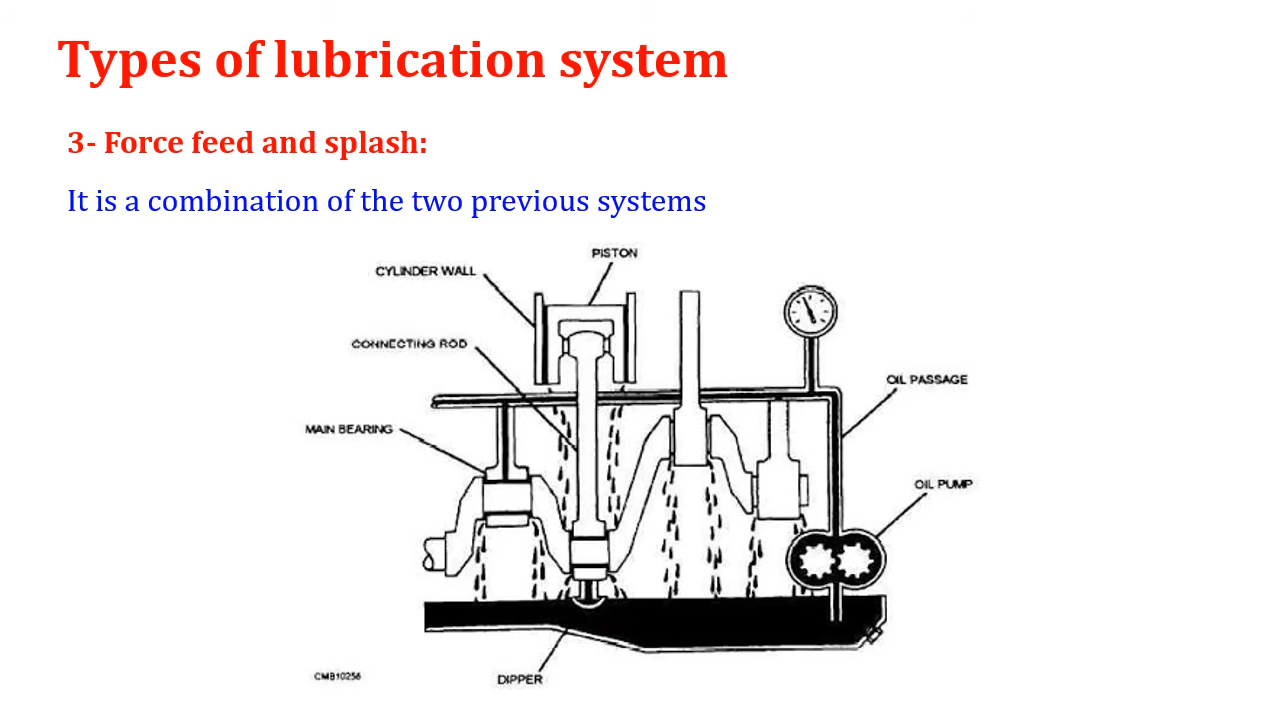 Types of lubrication system
3- Force feed and splash:
It is a combination of the two previous systems
PISTON
CYLINDER WALL
CONNECTING ROD
OIL PASSAGE
MAIN BEARING
OIL PUMP
CMB10256
DIPPER